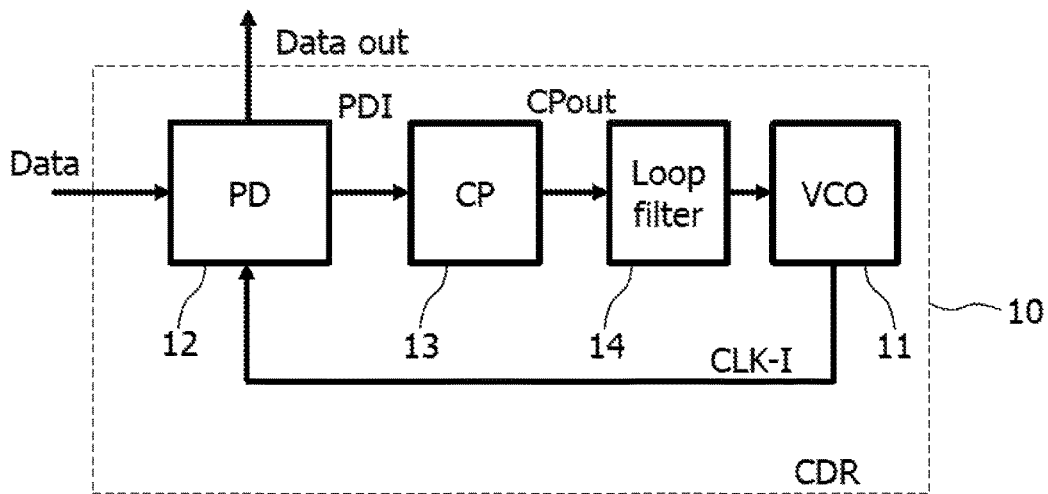 Data out
PDI
CPout
Data
PD
CP
Loop
filter
VCO
12
13
14
11
10
CLK-I
CDR